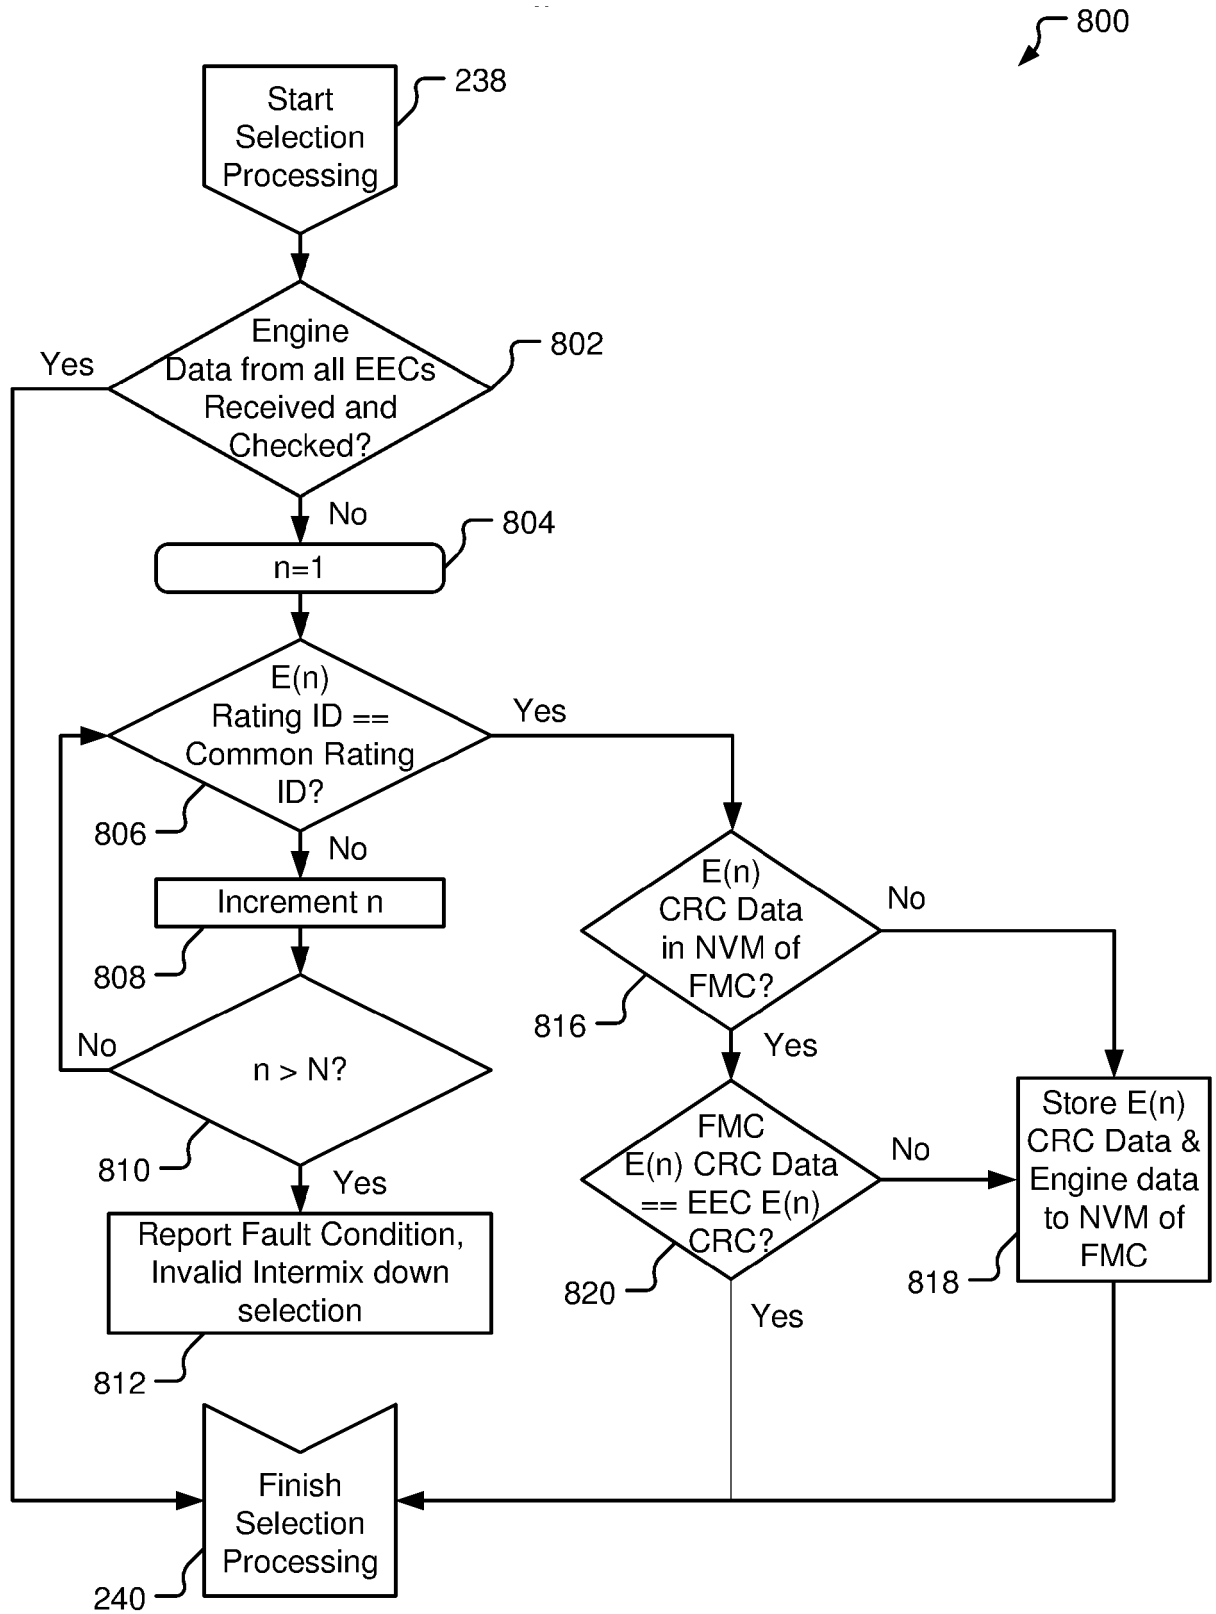 800
Start
Selection
Processing
238
Engine
Data from all EECs
Received and
Checked?
802
Yes
No
n=1
804
E(n)
Rating ID ==
Common Rating
ID?
806
Yes
No
Increment n
808
n > N?
810
No
Yes
Report Fault Condition,
Invalid Intermix down
selection
812
E(n)
CRC Data
in NVM of
FMC?
816
No
Yes
FMC
E(n) CRC Data
== EEC E(n)
CRC?
820
No
Yes
Store E(n)
CRC Data &
Engine data
to NVM of
FMC
818
Finish
Selection
Processing
240